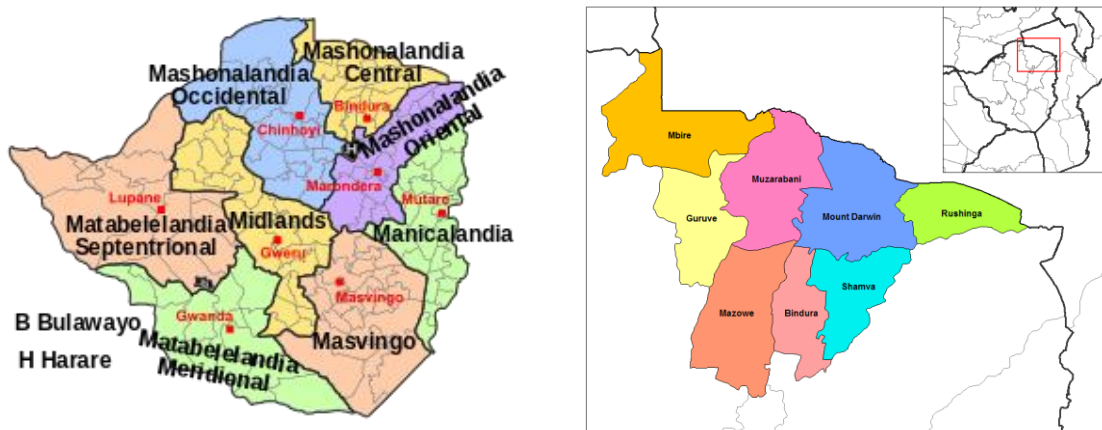 Mashonalandia
Central
Mashonalandia
Occidental
Bindura
Chinhoyi
H
Mashonalandia
Oriental
Marondera
Lupane
Mutare
Midlands
Matabelelandia
Septentrional
Manicalandia
Gweru
Masvingo
B Bulawayo
Gwanda
Masvingo
H Harare
Matabelelandia
Meridional
Mbire
Muzarabani
Guruve
Mount Darwin
Rushinga
Shamva
Mazowe
Bindura